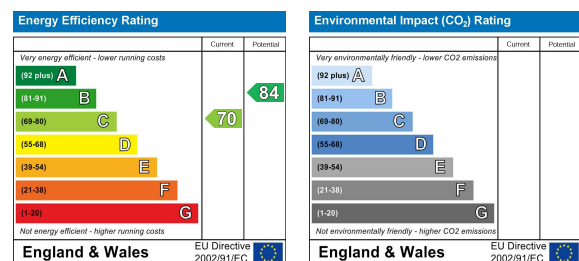 Energy Efficiency Rating
Current Potential
Very energy efficient - lower running costs
(92 plus) A
(81-91) B
84
(69-80) C
70
(55-68) D
(39-54) E
(21-38) F
(1-20) G
Not energy efficient - higher running costs
England & Wales
EU Directive
2002/91/EC
Environmental Impact (CO2) Rating
Current Potential
Very environmentally friendly - lower CO2 emissions
(92 plus) A
(81-91) B
(69-80) C
(55-68) D
(39-54) E
(21-38) F
(1-20) G
Not environmentally friendly - higher CO2 emissions
England & Wales
EU Directive
2002/91/EC